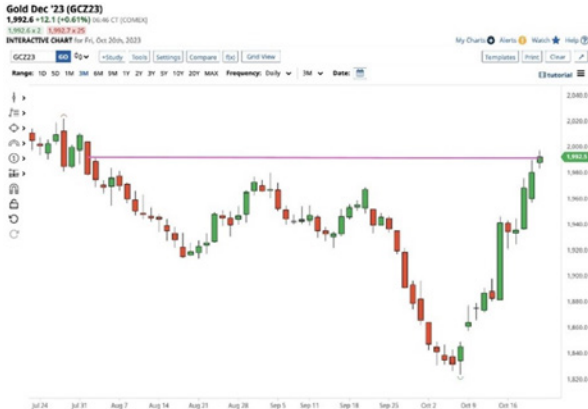 Gold Dec '23 (GCZ23)
1,992.6 +12.1 (+0.61%) 06:46 CT [COMEX]
1,992.6 x 2 1,992.7 x 25
INTERACTIVE CHART for Fri, Oct 20th, 2023
My Charts Alerts Watch Help
GCZ23 GO +Study Tools Settings Compare f(x) Grid View Templates Print Clear
Range: 1D 5D 1M 3M 6M 9M 1Y 2Y 3Y 5Y 10Y 20Y MAX Frequency: Daily 3M Date: tutorial
2,040.0
2,020.0
2,000.0
1,992.5
1,980.0
1,960.0
1,940.0
1,920.0
1,900.0
1,880.0
1,860.0
1,840.0
1,820.0
Jul 24 Jul 31 Aug 7 Aug 14 Aug 21 Aug 28 Sep 5 Sep 11 Sep 18 Sep 25 Oct 2 Oct 9 Oct 16